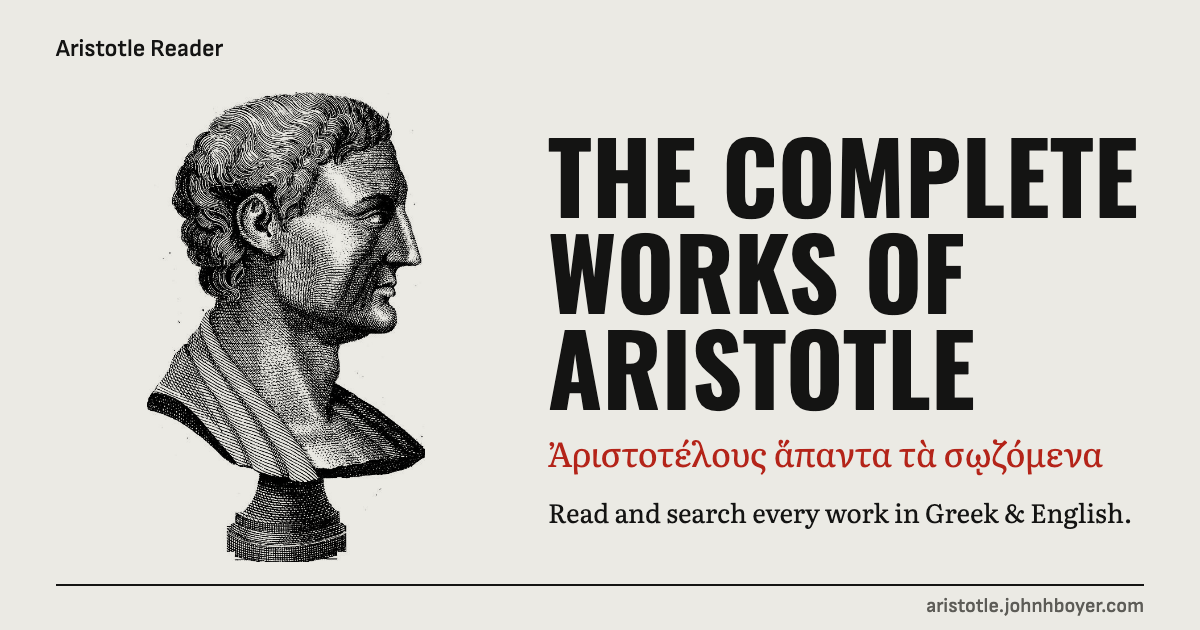 Aristotle Reader
THE COMPLETE
WORKS OF
ARISTOTLE
Ἀριστοτέλους ἅπαντα τὰ σῳζόμενα
Read and search every work in Greek & English.
aristotle.johnhboyer.com